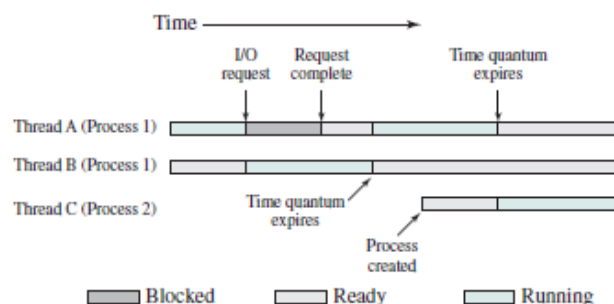 Time
I/O
request
Request
complete
Time quantum
expires
Thread A (Process 1)
Thread B (Process 1)
Time quantum
expires
Thread C (Process 2)
Process
created
Blocked
Ready
Running